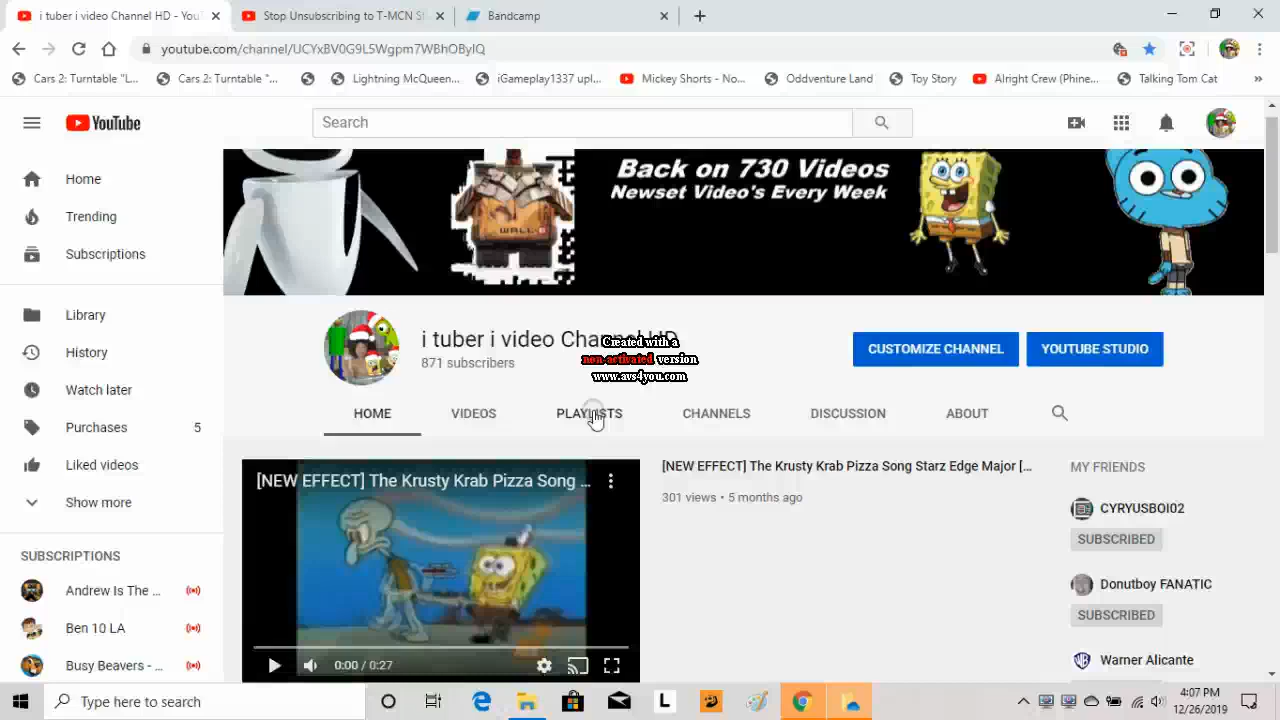 i tuber i video Channel HD - YouT
Stop Unsubscribing to T-MCN St
Bandcamp
youtube.com/channel/UCYxBV0G9L5Wgpm7WBhOByIQ
Cars 2: Turntable "L...
Cars 2: Turntable "...
Lightning McQueen...
iGameplay1337 upl...
Mickey Shorts - No...
Oddventure Land
Toy Story
Alright Crew (Phine...
Talking Tom Cat
»
YouTube
Search
Home
Trending
Subscriptions
Library
History
Watch later
Purchases 5
Liked videos
Show more
SUBSCRIPTIONS
Andrew Is The ...
Ben 10 LA
Busy Beavers - ...
Back on 730 Videos
Newset Video's Every Week
WALL
i tuber i video Channel HD
871 subscribers
Created with a
non-activated version
www.avs4you.com
CUSTOMIZE CHANNEL
YOUTUBE STUDIO
HOME
VIDEOS
PLAYLISTS
CHANNELS
DISCUSSION
ABOUT
[NEW EFFECT] The Krusty Krab Pizza Song ...
0:00 / 0:27
[NEW EFFECT] The Krusty Krab Pizza Song Starz Edge Major [...
301 views • 5 months ago
MY FRIENDS
CYRYUSBOI02
SUBSCRIBED
Donutboy FANATIC
SUBSCRIBED
Warner Alicante
Type here to search
L
4:07 PM
12/26/2019